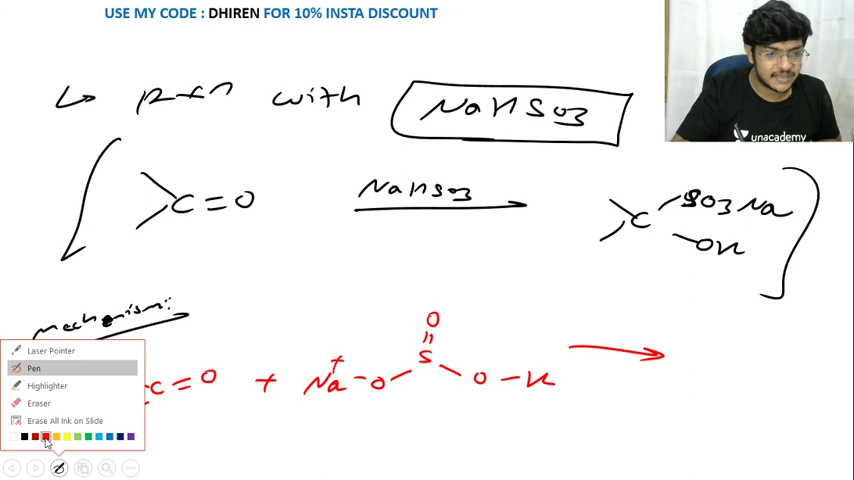 USE MY CODE : DHIREN FOR 10% INSTA DISCOUNT
↳ rxn with NaHSO3
unacademy
C=O NaHSO3 C SO3Na
OH
mechanism:
O
S
C=O + Na+ -O O-H
Laser Pointer
Pen
Highlighter
Eraser
Erase All Ink on Slide